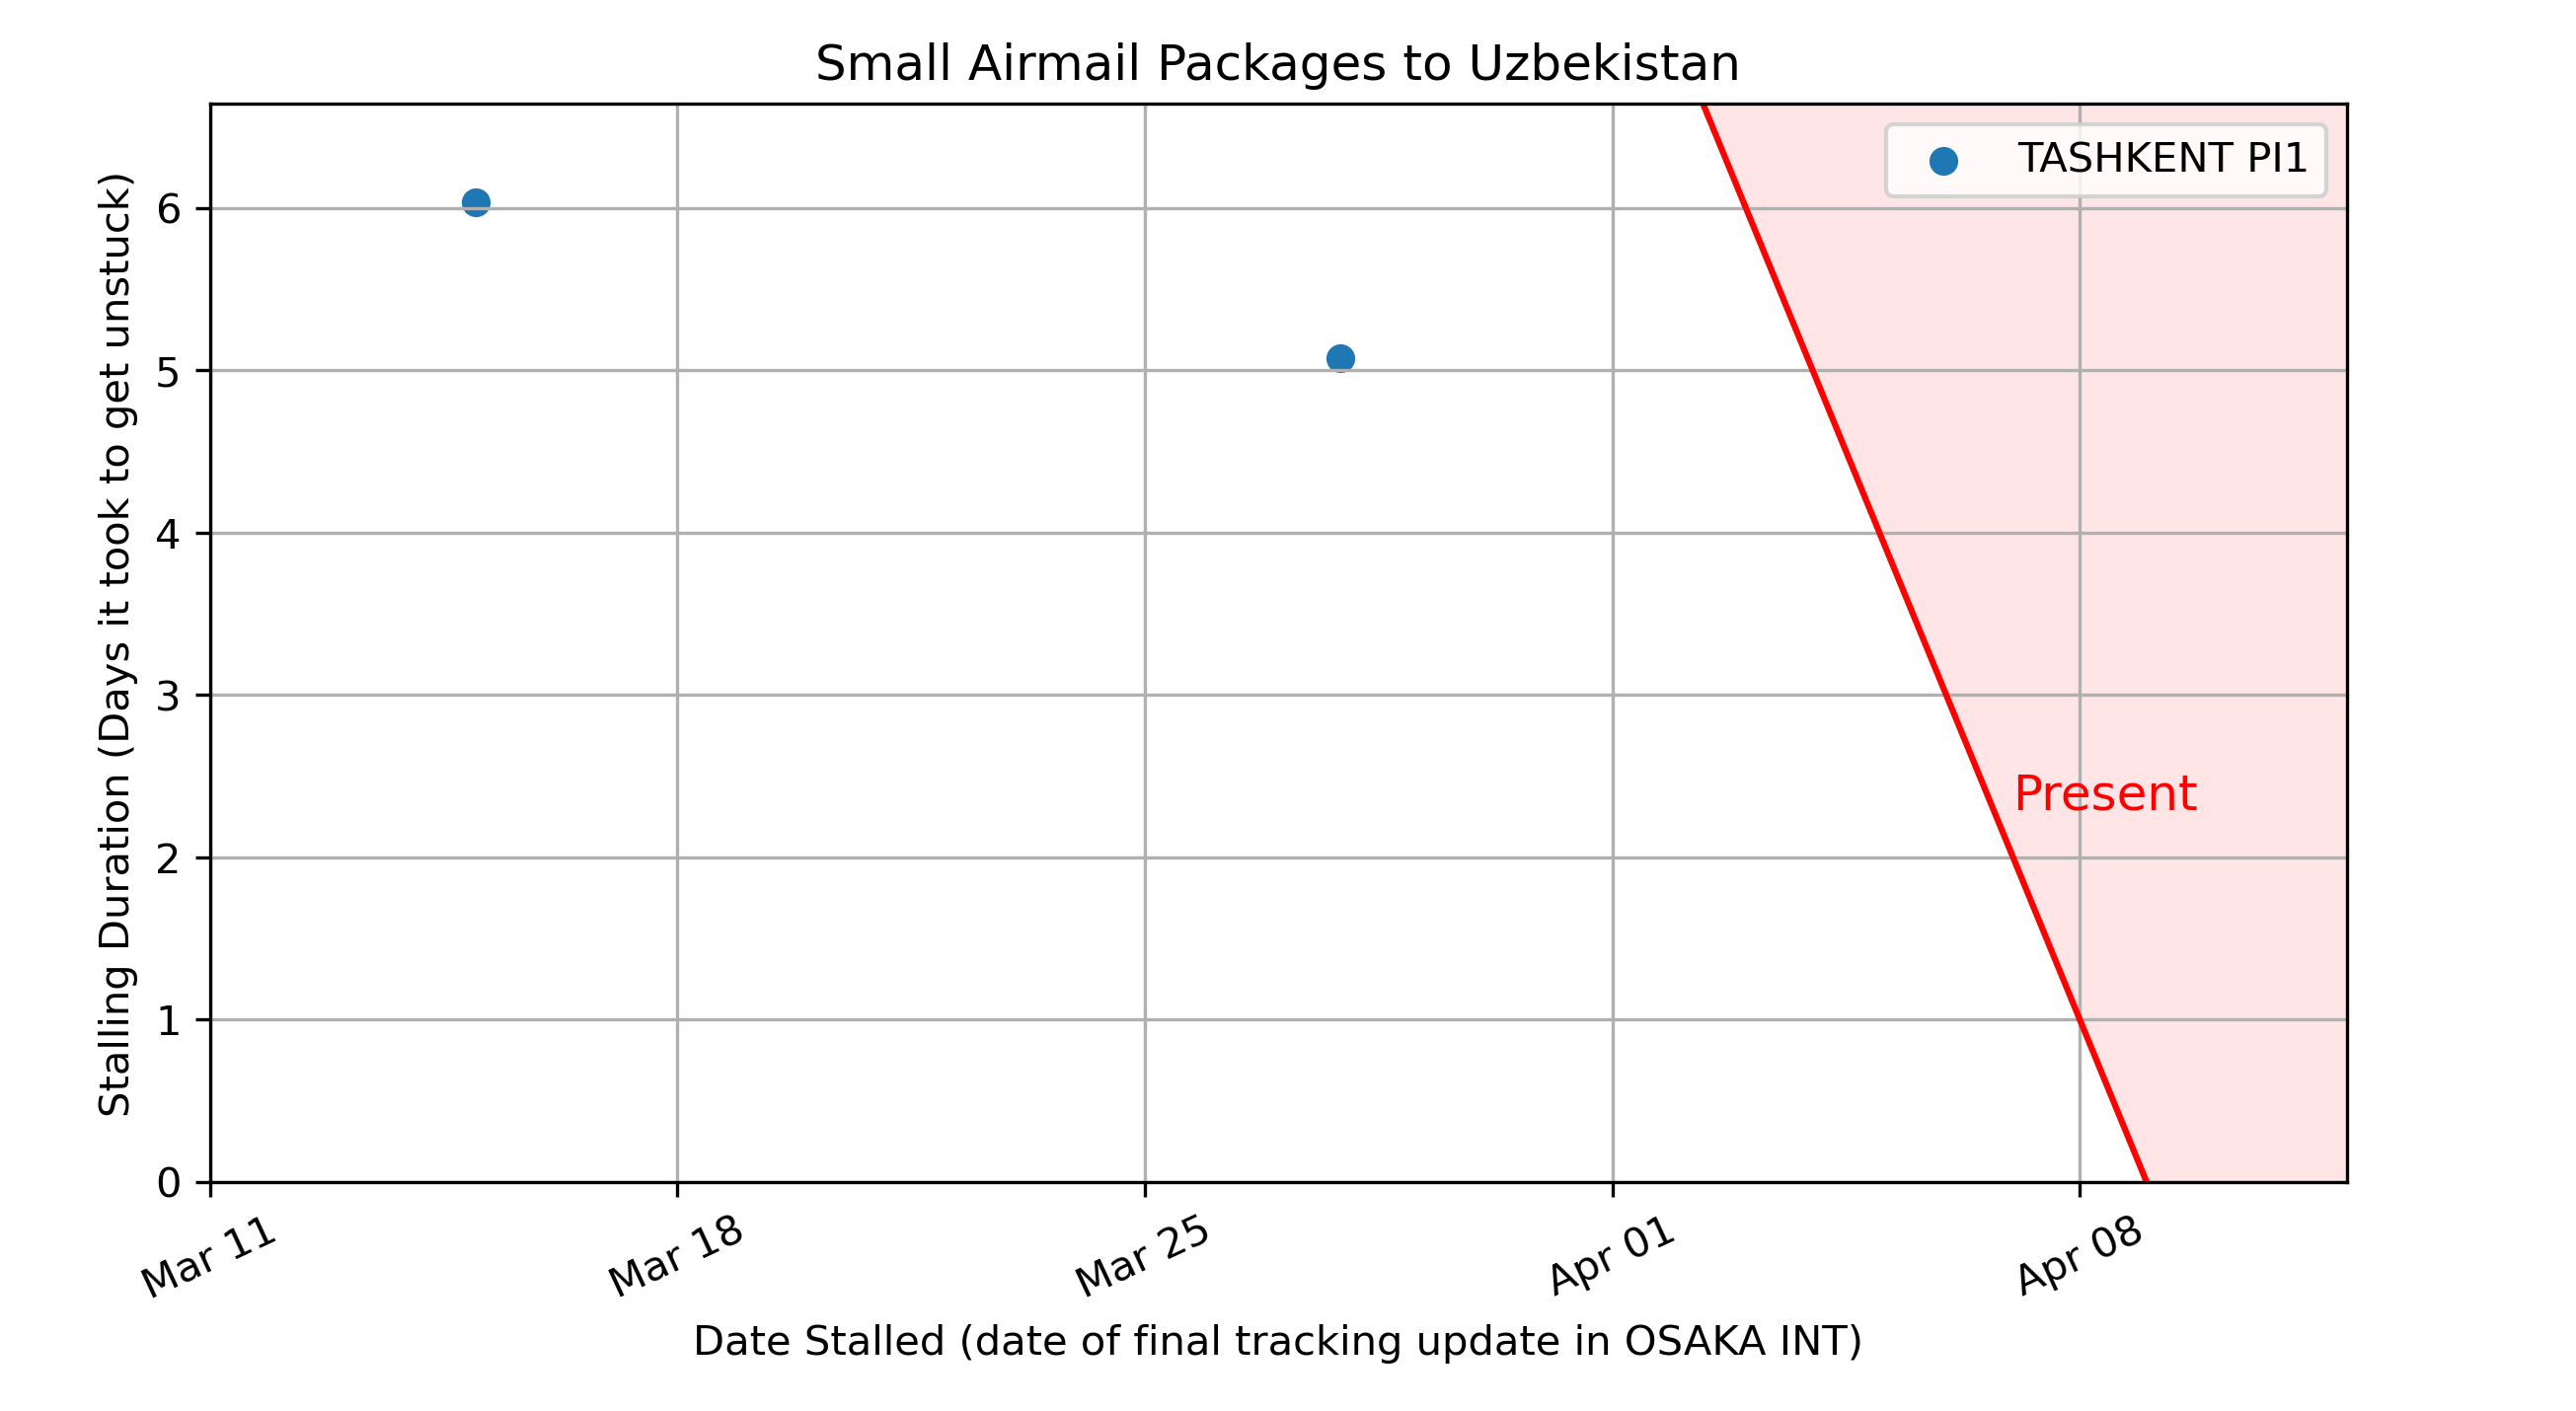 Small Airmail Packages to Uzbekistan
TASHKENT PI1
Stalling Duration (Days it took to get unstuck)
6
5
4
3
2
1
0
Present
Mar 11
Mar 18
Mar 25
Apr 01
Apr 08
Date Stalled (date of final tracking update in OSAKA INT)